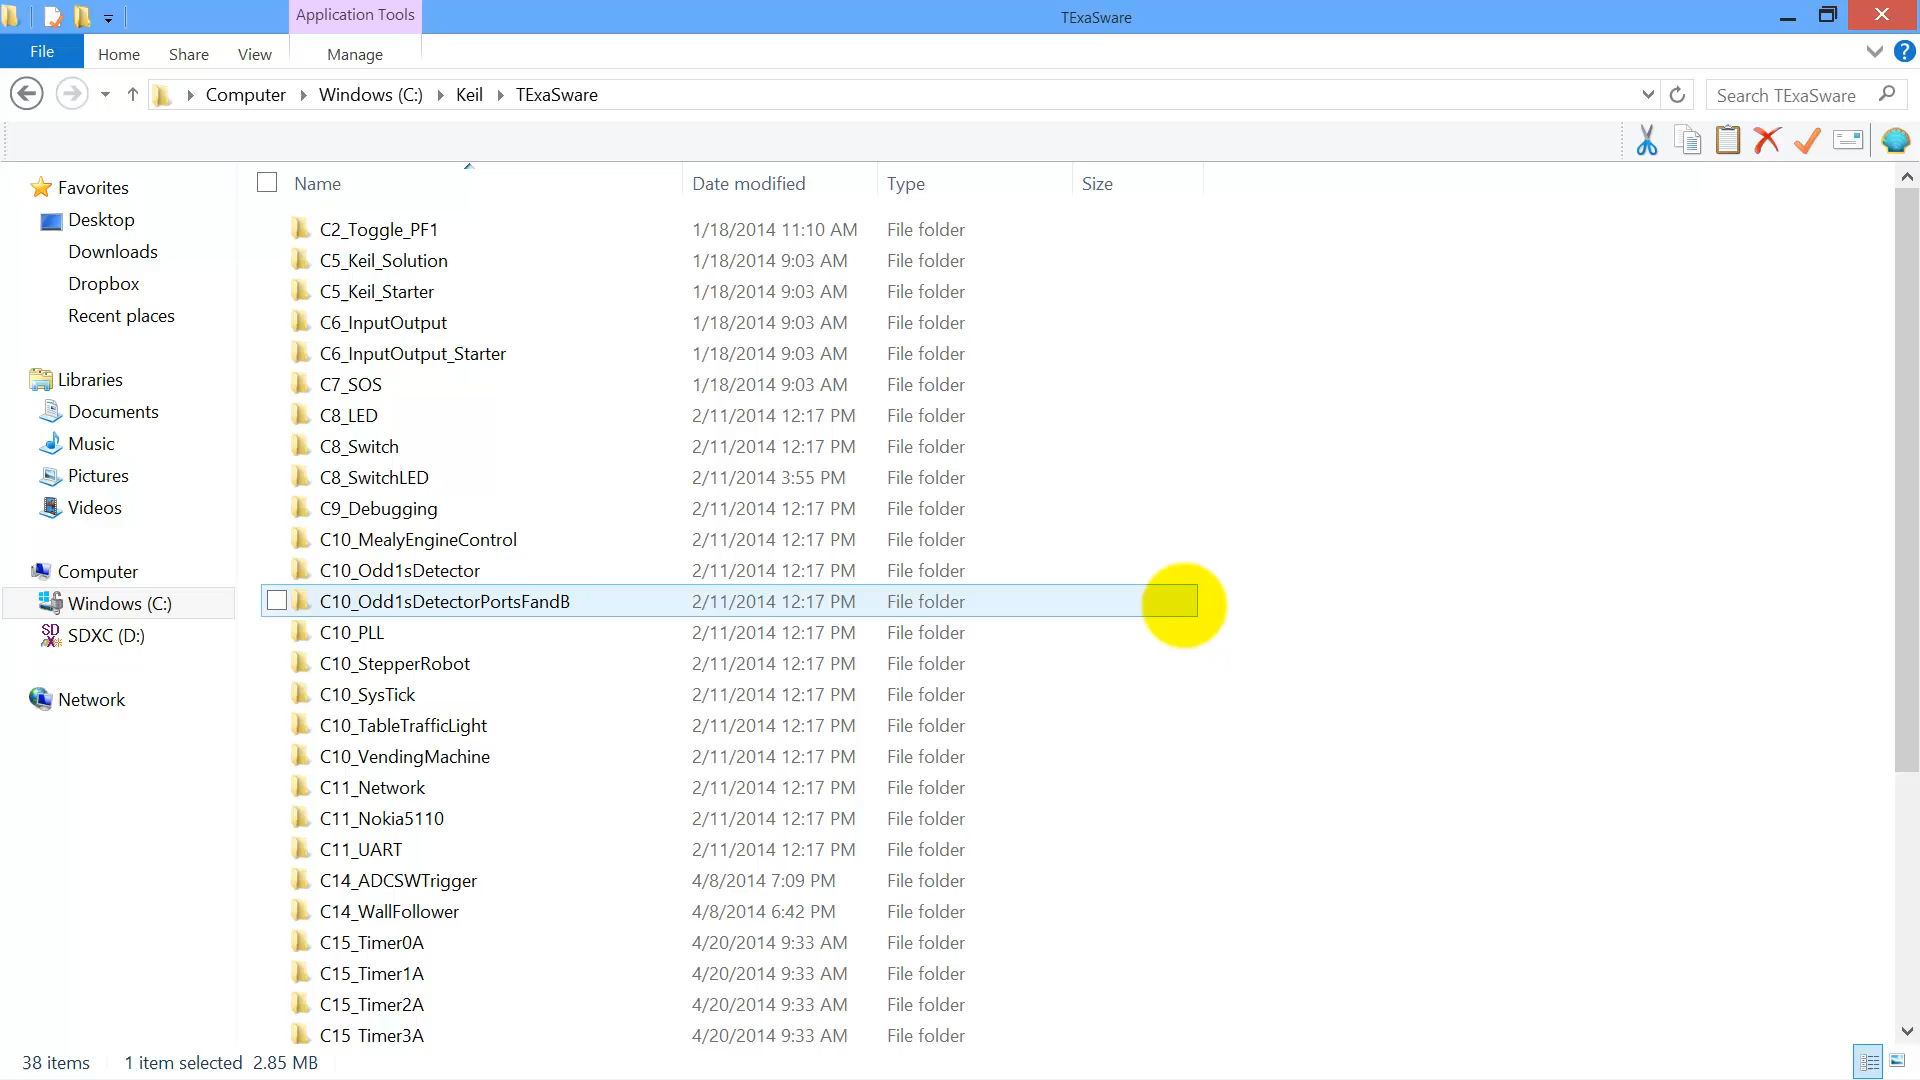 Application Tools
TExaSware
File
Home
Share
View
Manage
Computer
Windows (C:)
Keil
TExaSware
Search TExaSware
Name
Date modified
Type
Size
Favorites
Desktop
Downloads
Dropbox
Recent places
Libraries
Documents
Music
Pictures
Videos
Computer
Windows (C:)
SD SDXC (D:)
Network
C2_Toggle_PF1 1/18/2014 11:10 AM File folder
C5_Keil_Solution 1/18/2014 9:03 AM File folder
C5_Keil_Starter 1/18/2014 9:03 AM File folder
C6_InputOutput 1/18/2014 9:03 AM File folder
C6_InputOutput_Starter 1/18/2014 9:03 AM File folder
C7_SOS 1/18/2014 9:03 AM File folder
C8_LED 2/11/2014 12:17 PM File folder
C8_Switch 2/11/2014 12:17 PM File folder
C8_SwitchLED 2/11/2014 3:55 PM File folder
C9_Debugging 2/11/2014 12:17 PM File folder
C10_MealyEngineControl 2/11/2014 12:17 PM File folder
C10_Odd1sDetector 2/11/2014 12:17 PM File folder
C10_Odd1sDetectorPortsFandB 2/11/2014 12:17 PM File folder
C10_PLL 2/11/2014 12:17 PM File folder
C10_StepperRobot 2/11/2014 12:17 PM File folder
C10_SysTick 2/11/2014 12:17 PM File folder
C10_TableTrafficLight 2/11/2014 12:17 PM File folder
C10_VendingMachine 2/11/2014 12:17 PM File folder
C11_Network 2/11/2014 12:17 PM File folder
C11_Nokia5110 2/11/2014 12:17 PM File folder
C11_UART 2/11/2014 12:17 PM File folder
C14_ADCSWTrigger 4/8/2014 7:09 PM File folder
C14_WallFollower 4/8/2014 6:42 PM File folder
C15_Timer0A 4/20/2014 9:33 AM File folder
C15_Timer1A 4/20/2014 9:33 AM File folder
C15_Timer2A 4/20/2014 9:33 AM File folder
C15_Timer3A 4/20/2014 9:33 AM File folder
38 items 1 item selected 2.85 MB